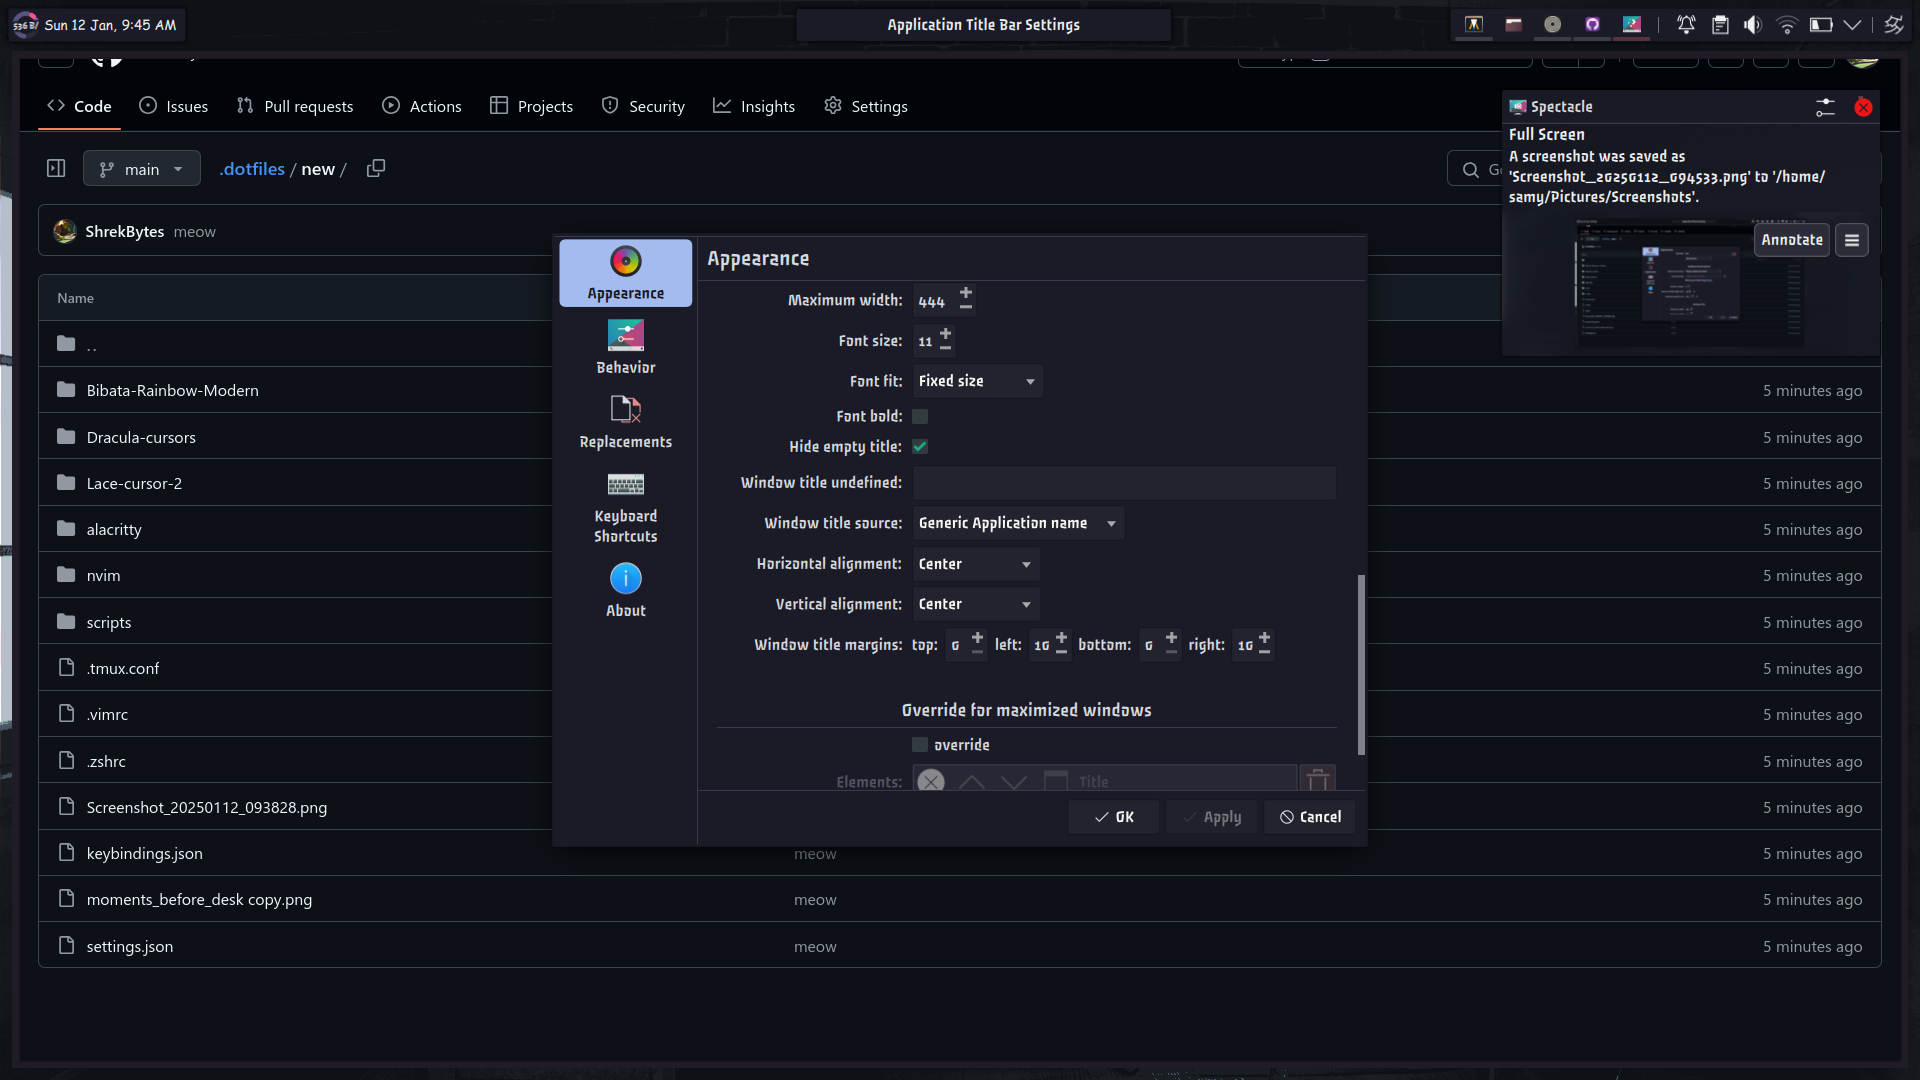 Sun 12 Jan, 9:45 AM
Application Title Bar Settings
Code Issues Pull requests Actions Projects Security Insights Settings
main .dotfiles / new /
Spectacle
Full Screen
A screenshot was saved as
'Screenshot_20250112_094533.png' to '/home/
samy/Pictures/Screenshots'.
Annotate
ShrekBytes meow
Name
..
Bibata-Rainbow-Modern 5 minutes ago
Dracula-cursors 5 minutes ago
Lace-cursor-2 5 minutes ago
alacritty 5 minutes ago
nvim 5 minutes ago
scripts 5 minutes ago
.tmux.conf 5 minutes ago
.vimrc 5 minutes ago
.zshrc 5 minutes ago
Screenshot_20250112_093828.png 5 minutes ago
keybindings.json meow 5 minutes ago
moments_before_desk copy.png meow 5 minutes ago
settings.json meow 5 minutes ago
Appearance
Behavior
Replacements
Keyboard
Shortcuts
About
Appearance
Maximum width: 444
Font size: 11
Font fit: Fixed size
Font bold:
Hide empty title:
Window title undefined:
Window title source: Generic Application name
Horizontal alignment: Center
Vertical alignment: Center
Window title margins: top: 0 left: 10 bottom: 0 right: 10
Override for maximized windows
override
Elements: Title
OK Apply Cancel